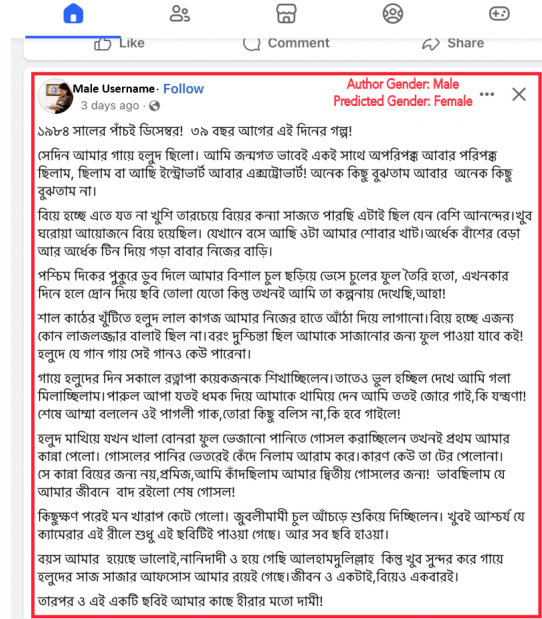 Like Comment Share
Male Username · Follow
Author Gender: Male
3 days ago ·
Predicted Gender: Female
১৯৮৪ সালের পাঁচই ডিসেম্বর! ৩৯ বছর আগের এই দিনের গল্প!
সেদিন আমার গায়ে হলুদ ছিলো। আমি জন্মগত ভাবেই একই সাথে অপরিপক্ক আবার পরিপক্ক
ছিলাম, ছিলাম বা আছি ইন্ট্রোভার্ট আবার এক্সট্রোভার্ট! অনেক কিছু বুঝতাম আবার অনেক কিছু
বুঝতাম না।
বিয়ে হচ্ছে এতে যত না খুশি তারচেয়ে বিয়ের কন্যা সাজতে পারছি এটাই ছিল যেন বেশি আনন্দের।খুব
ঘরোয়া আয়োজনে বিয়ে হয়েছিল। যেখানে বসে আছি ওটা আমার শোবার খাট।অর্ধেক বাঁশের বেড়া
আর অর্ধেক টিন দিয়ে গড়া বাবার নিজের বাড়ি।
পশ্চিম দিকের পুকুরে ডুব দিলে আমার বিশাল চুল ছড়িয়ে ভেসে চুলের ফুল তৈরি হতো, এখনকার
দিনে হলে ড্রোন দিয়ে ছবি তোলা যেতো কিন্তু তখনই আমি তা কল্পনায় দেখেছি,আহা!
শাল কাঠের খুঁটিতে হলুদ লাল কাগজ আমার নিজের হাতে আঁঠা দিয়ে লাগানো।বিয়ে হচ্ছে এজন্য
কোন লাজলজ্জার বালাই ছিল না।বরং দুশ্চিন্তা ছিল আমাকে সাজানোর জন্য ফুল পাওয়া যাবে কই!
হলুদে যে গান গায় সেই গানও কেউ পারেনা।
গায়ে হলুদের দিন সকালে রত্নাপা কয়েকজনকে শিখাচ্ছিলেন।তাতেও ভুল হচ্ছিল দেখে আমি গলা
মিলাচ্ছিলাম।পারুল আপা যতই ধমক দিয়ে আমাকে থামিয়ে দেন আমি ততই জোরে গাই,কি যন্ত্রণা!
শেষে আম্মা বললেন ওই পাগলী গাক,তোরা কিছু বলিস না,কি হবে গাইলে!
হলুদ মাখিয়ে যখন খালা বোনরা ফুল ভেজানো পানিতে গোসল করাচ্ছিলেন তখনই প্রথম আমার
কান্না পেলো। গোসলের পানির ভেতরেই কেঁদে নিলাম আরাম করে।কারণ কেউ তা টের পেলোনা।
সে কান্না বিয়ের জন্য নয়,প্রমিজ,আমি কাঁদছিলাম আমার দ্বিতীয় গোসলের জন্য! ভাবছিলাম যে
আমার জীবনে বাদ রইলো শেষ গোসল!
কিছুক্ষণ পরেই মন খারাপ কেটে গেলো। জুবলীমামী চুল আঁচড়ে শুকিয়ে দিচ্ছিলেন। খুবই আশ্চর্য যে
ক্যামেরার এই রীলে শুধু এই ছবিটিই পাওয়া গেছে। আর সব ছবি হাওয়া।
বয়স আমার হয়েছে ভালোই,নানিদাদী ও হয়ে গেছি আলহামদুলিল্লাহ কিন্তু খুব সুন্দর করে গায়ে
হলুদের সাজ সাজার আফসোস আমার রয়েই গেছে।জীবন ও একটাই,বিয়েও একবারই।
তারপর ও এই একটি ছবিই আমার কাছে হীরার মতো দামী!